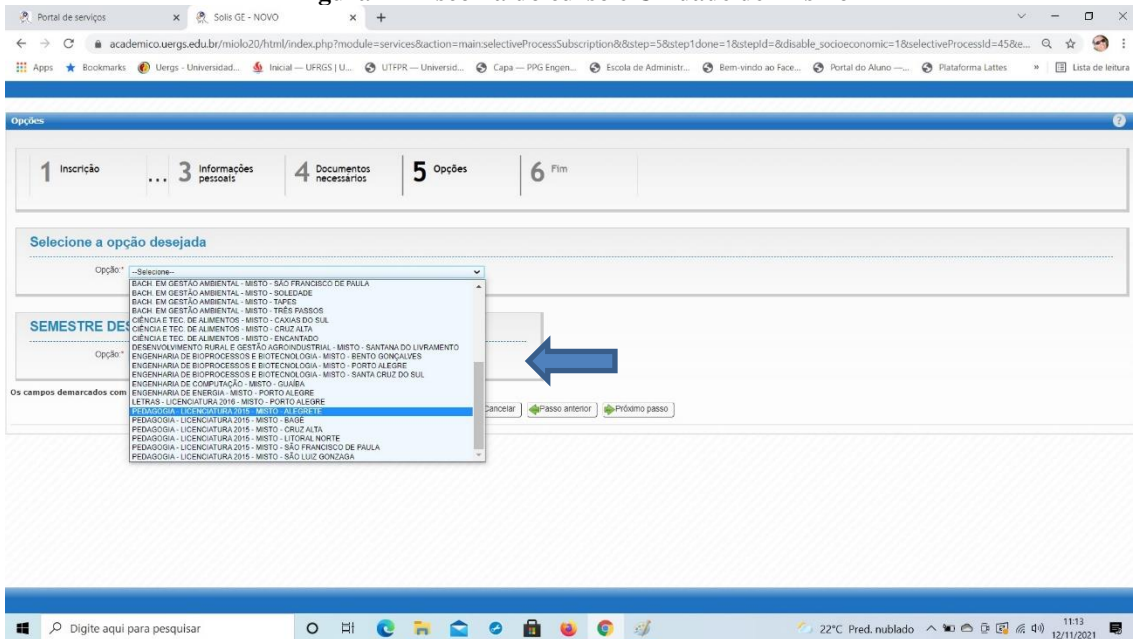 Portal de serviços
Solis GE - NOVO
academico.uergs.edu.br/miolo20/html/index.php?module=services&action=main:selectiveProcessSubscription&&step=5&step1done=1&stepId=&disable_socioeconomic=1&selectiveProcessId=45&e...
Apps Bookmarks Uergs - Universidad... Inicial — UFRGS | U... UTFPR — Universid... Capa — PPG Engen... Escola de Administr... Bem-vindo ao Face... Portal do Aluno —... Plataforma Lattes » Lista de leitura
Opções
1 Inscrição ... 3 Informações pessoais 4 Documentos necessários 5 Opções 6 Fim
Selecione a opção desejada
Opção:* --Selecione--
BACH. EM GESTÃO AMBIENTAL - MISTO - SÃO FRANCISCO DE PAULA
BACH. EM GESTÃO AMBIENTAL - MISTO - SOLEDADE
BACH. EM GESTÃO AMBIENTAL - MISTO - TAPES
BACH. EM GESTÃO AMBIENTAL - MISTO - TRÊS PASSOS
CIÊNCIA E TEC. DE ALIMENTOS - MISTO - CAXIAS DO SUL
CIÊNCIA E TEC. DE ALIMENTOS - MISTO - CRUZ ALTA
CIÊNCIA E TEC. DE ALIMENTOS - MISTO - ENCANTADO
DESENVOLVIMENTO RURAL E GESTÃO AGROINDUSTRIAL - MISTO - SANTANA DO LIVRAMENTO
ENGENHARIA DE BIOPROCESSOS E BIOTECNOLOGIA - MISTO - BENTO GONÇALVES
ENGENHARIA DE BIOPROCESSOS E BIOTECNOLOGIA - MISTO - PORTO ALEGRE
ENGENHARIA DE BIOPROCESSOS E BIOTECNOLOGIA - MISTO - SANTA CRUZ DO SUL
ENGENHARIA DE COMPUTAÇÃO - MISTO - GUAÍBA
ENGENHARIA DE ENERGIA - MISTO - PORTO ALEGRE
LETRAS - LICENCIATURA 2016 - MISTO - PORTO ALEGRE
PEDAGOGIA - LICENCIATURA 2015 - MISTO - ALEGRETE
PEDAGOGIA - LICENCIATURA 2015 - MISTO - BAGÉ
PEDAGOGIA - LICENCIATURA 2015 - MISTO - CRUZ ALTA
PEDAGOGIA - LICENCIATURA 2015 - MISTO - LITORAL NORTE
PEDAGOGIA - LICENCIATURA 2015 - MISTO - SÃO FRANCISCO DE PAULA
PEDAGOGIA - LICENCIATURA 2015 - MISTO - SÃO LUIZ GONZAGA
SEMESTRE DES
Opção:*
Os campos demarcados com
Cancelar Passo anterior Próximo passo
Digite aqui para pesquisar
22°C Pred. nublado
11:13
12/11/2021